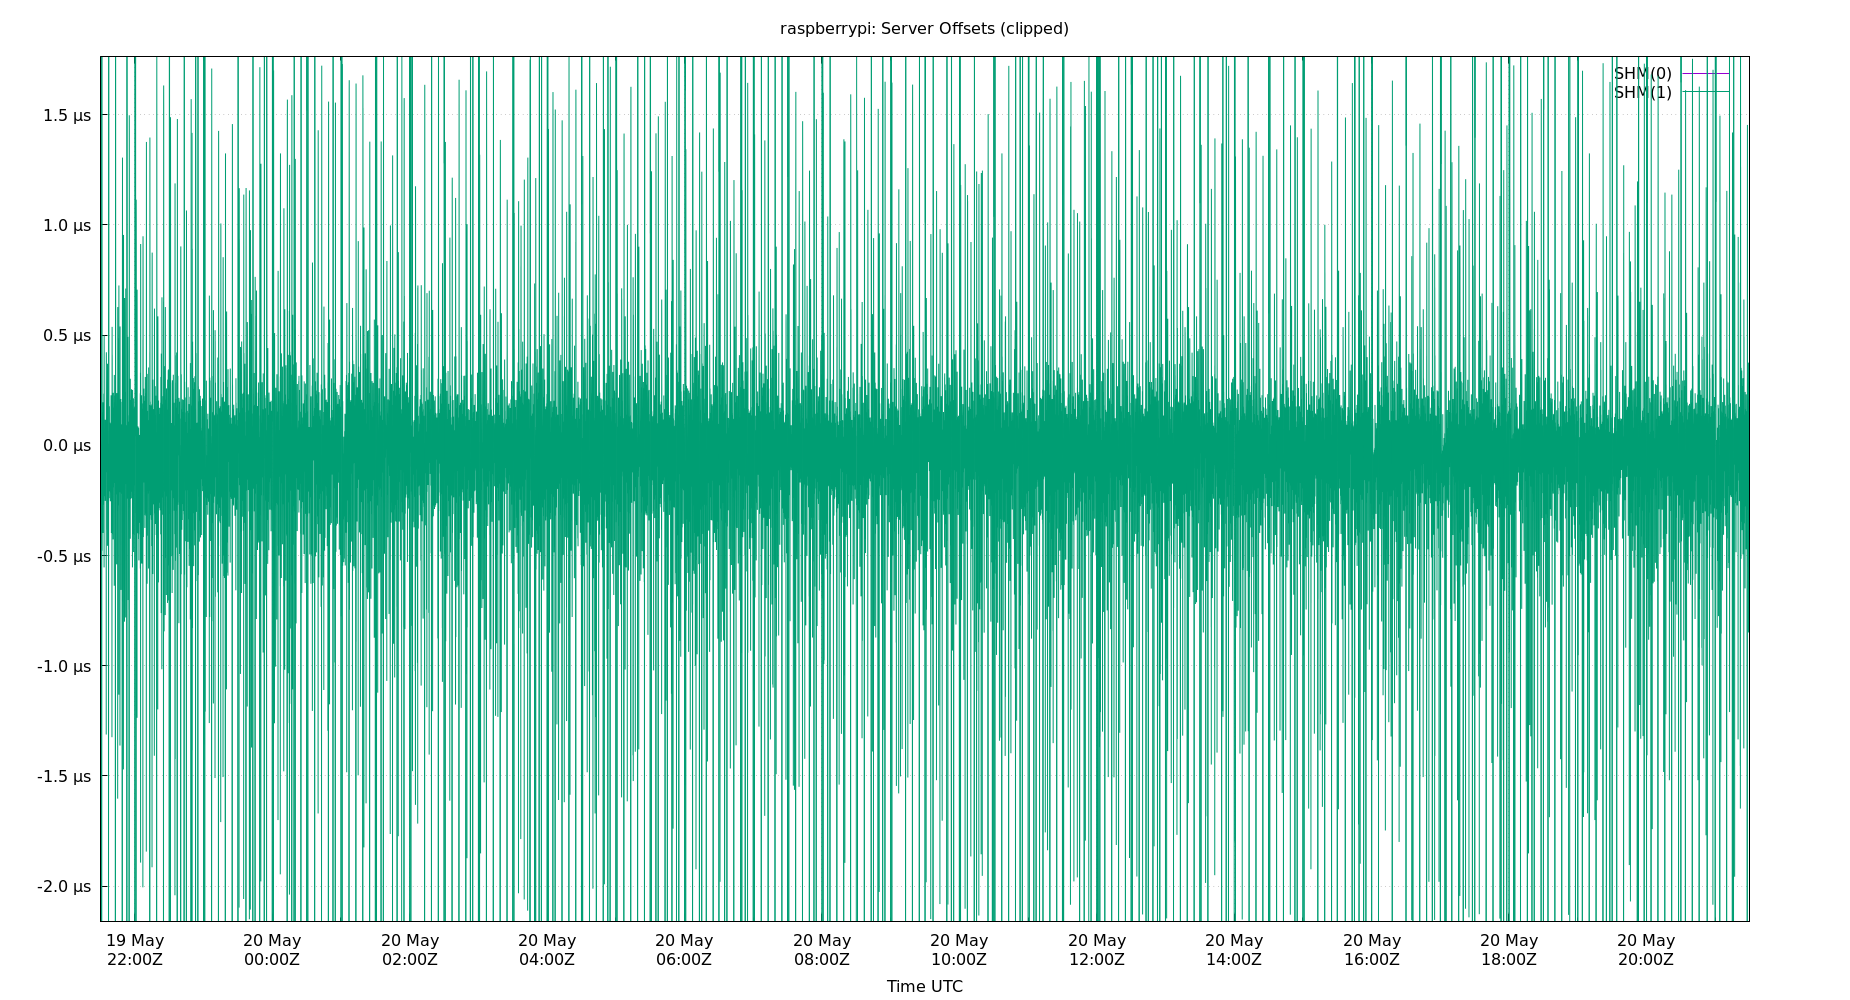 raspberrypi: Server Offsets (clipped)
SHM(0)
SHM(1)
1.5 µs
1.0 µs
0.5 µs
0.0 µs
-0.5 µs
-1.0 µs
-1.5 µs
-2.0 µs
19 May 20 May 20 May 20 May 20 May 20 May 20 May 20 May 20 May 20 May 20 May 20 May
22:00Z 00:00Z 02:00Z 04:00Z 06:00Z 08:00Z 10:00Z 12:00Z 14:00Z 16:00Z 18:00Z 20:00Z
Time UTC